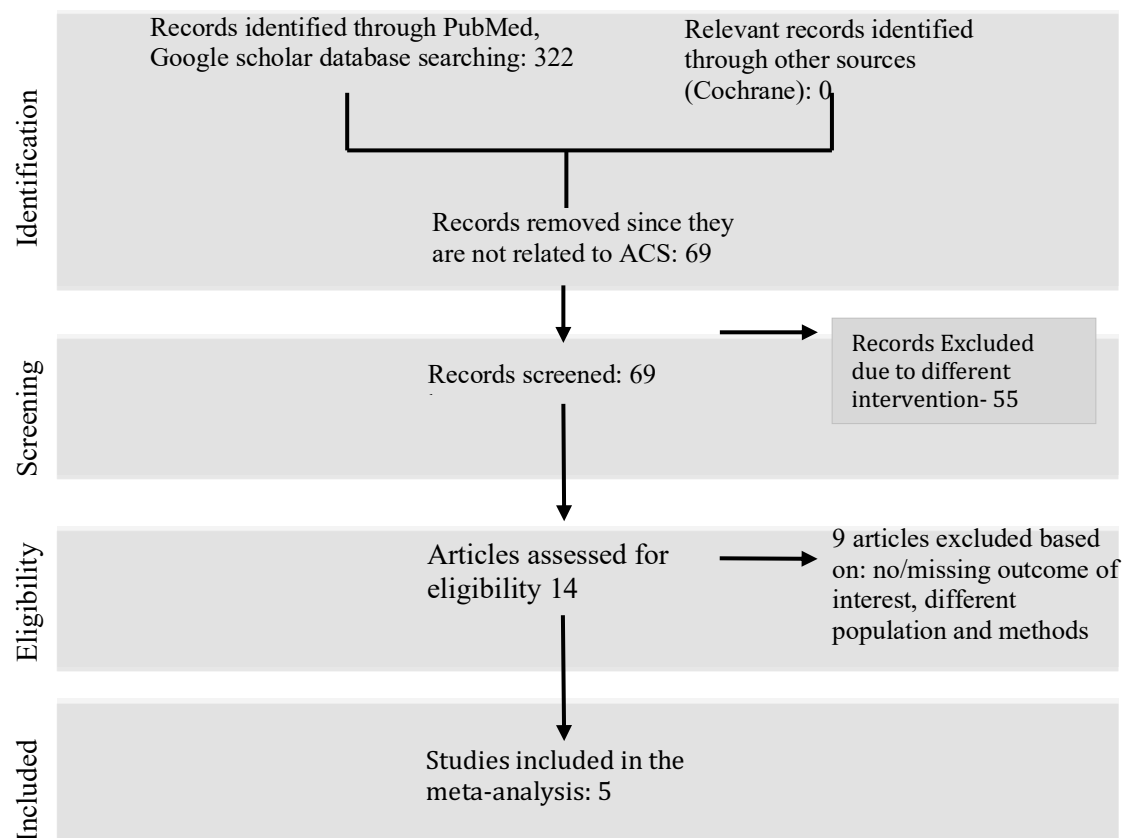 Records identified through PubMed,
Google scholar database searching: 322
Relevant records identified
through other sources
(Cochrane): 0
Identification
Records removed since they
are not related to ACS: 69
Screening
Records screened: 69
Records Excluded
due to different
intervention- 55
Eligibility
Articles assessed for
eligibility 14
9 articles excluded based
on: no/missing outcome of
interest, different
population and methods
Included
Studies included in the
meta-analysis: 5